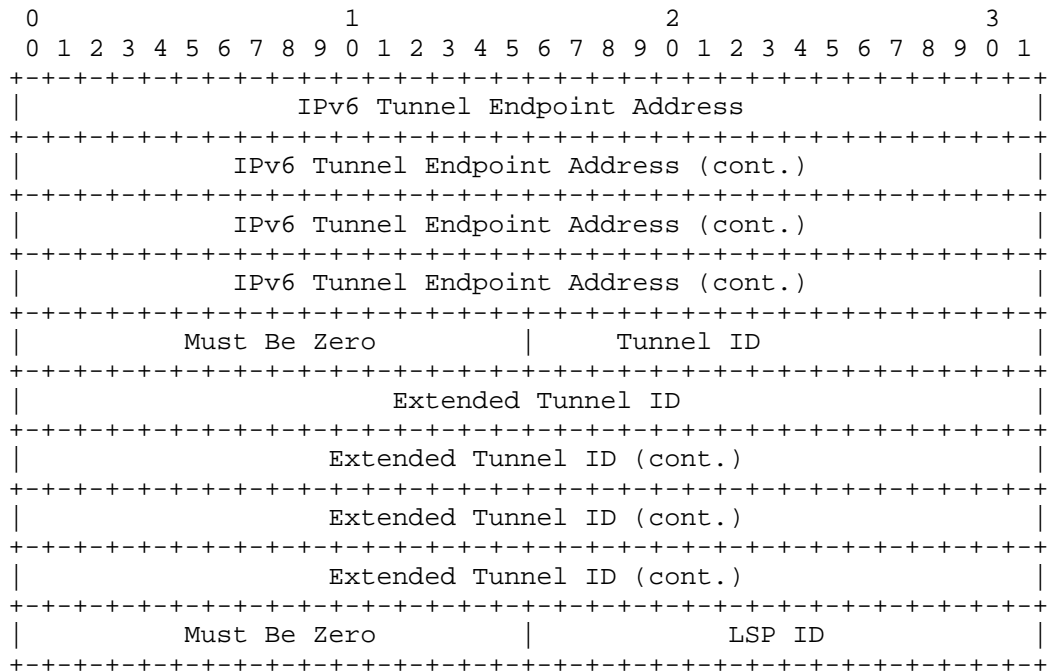 0                   1                   2                   3
 0 1 2 3 4 5 6 7 8 9 0 1 2 3 4 5 6 7 8 9 0 1 2 3 4 5 6 7 8 9 0 1
+-+-+-+-+-+-+-+-+-+-+-+-+-+-+-+-+-+-+-+-+-+-+-+-+-+-+-+-+-+-+-+-+
|                 IPv6 Tunnel Endpoint Address                  |
+-+-+-+-+-+-+-+-+-+-+-+-+-+-+-+-+-+-+-+-+-+-+-+-+-+-+-+-+-+-+-+-+
|             IPv6 Tunnel Endpoint Address (cont.)              |
+-+-+-+-+-+-+-+-+-+-+-+-+-+-+-+-+-+-+-+-+-+-+-+-+-+-+-+-+-+-+-+-+
|             IPv6 Tunnel Endpoint Address (cont.)              |
+-+-+-+-+-+-+-+-+-+-+-+-+-+-+-+-+-+-+-+-+-+-+-+-+-+-+-+-+-+-+-+-+
|             IPv6 Tunnel Endpoint Address (cont.)              |
+-+-+-+-+-+-+-+-+-+-+-+-+-+-+-+-+-+-+-+-+-+-+-+-+-+-+-+-+-+-+-+-+
|          Must Be Zero         |     Tunnel ID                 |
+-+-+-+-+-+-+-+-+-+-+-+-+-+-+-+-+-+-+-+-+-+-+-+-+-+-+-+-+-+-+-+-+
|                       Extended Tunnel ID                      |
+-+-+-+-+-+-+-+-+-+-+-+-+-+-+-+-+-+-+-+-+-+-+-+-+-+-+-+-+-+-+-+-+
|                   Extended Tunnel ID (cont.)                  |
+-+-+-+-+-+-+-+-+-+-+-+-+-+-+-+-+-+-+-+-+-+-+-+-+-+-+-+-+-+-+-+-+
|                   Extended Tunnel ID (cont.)                  |
+-+-+-+-+-+-+-+-+-+-+-+-+-+-+-+-+-+-+-+-+-+-+-+-+-+-+-+-+-+-+-+-+
|                   Extended Tunnel ID (cont.)                  |
+-+-+-+-+-+-+-+-+-+-+-+-+-+-+-+-+-+-+-+-+-+-+-+-+-+-+-+-+-+-+-+-+
|          Must Be Zero         |            LSP ID             |
+-+-+-+-+-+-+-+-+-+-+-+-+-+-+-+-+-+-+-+-+-+-+-+-+-+-+-+-+-+-+-+-+